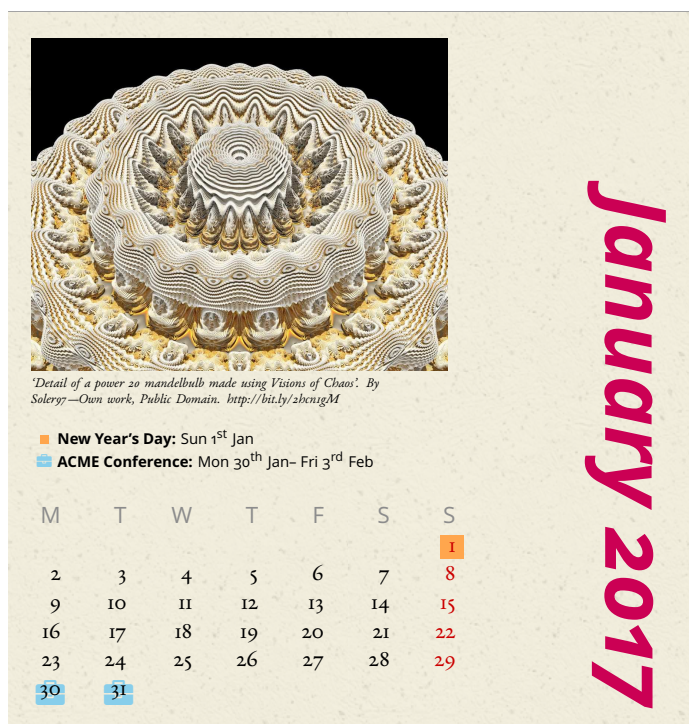 ‘Detail of a power 20 mandelbulb made using Visions of Chaos’. By
Soler97—Own work, Public Domain. http://bit.ly/2hcn1gM
New Year’s Day: Sun 1st Jan
ACME Conference: Mon 30th Jan– Fri 3rd Feb
M T W T F S S
1
2 3 4 5 6 7 8
9 10 11 12 13 14 15
16 17 18 19 20 21 22
23 24 25 26 27 28 29
30 31
January 2017